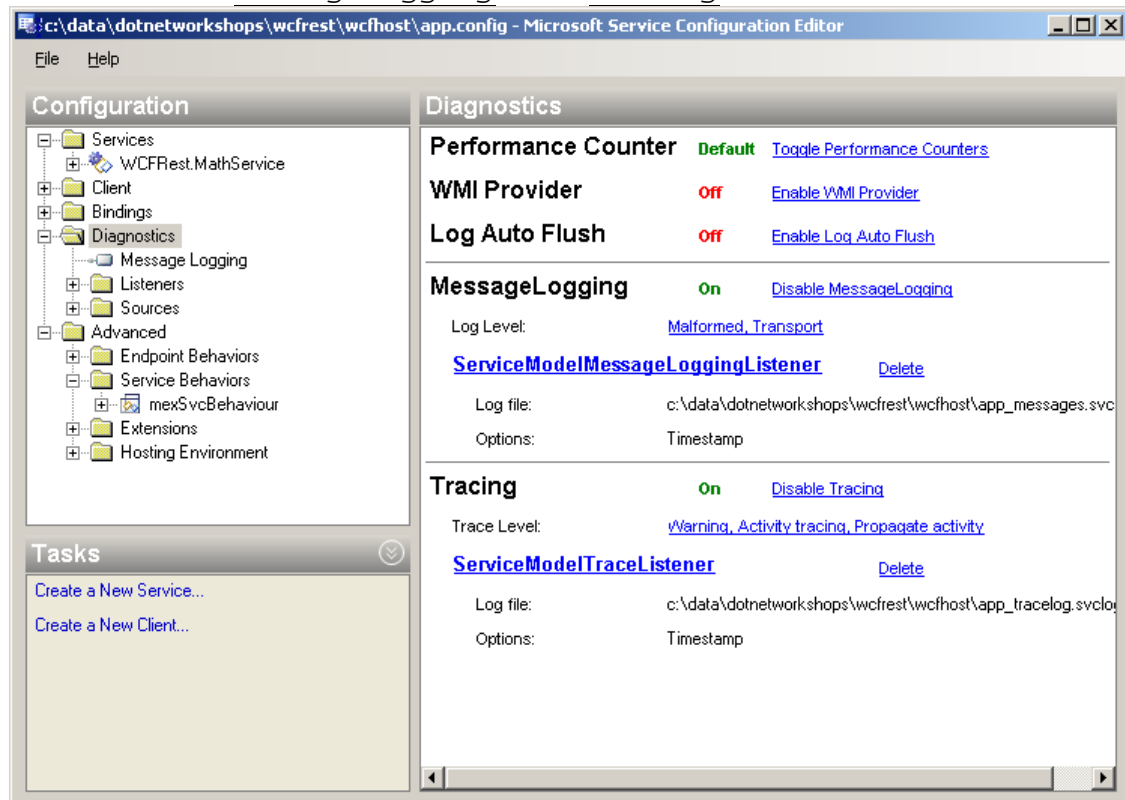 c:\data\dotnetworkshops\wcfrest\wcfhost\app.config - Microsoft Service Configuration Editor
File Help
Configuration
Services
WCFRest.MathService
Client
Bindings
Diagnostics
Message Logging
Listeners
Sources
Advanced
Endpoint Behaviors
Service Behaviors
mexSvcBehaviour
Extensions
Hosting Environment
Tasks
Create a New Service...
Create a New Client...
Diagnostics
Performance Counter Default Toggle Performance Counters
WMI Provider Off Enable WMI Provider
Log Auto Flush Off Enable Log Auto Flush
MessageLogging On Disable MessageLogging
Log Level: Malformed, Transport
ServiceModelMessageLoggingListener Delete
Log file: c:\data\dotnetworkshops\wcfrest\wcfhost\app_messages.svc
Options: Timestamp
Tracing On Disable Tracing
Trace Level: Warning, Activity tracing, Propagate activity
ServiceModelTraceListener Delete
Log file: c:\data\dotnetworkshops\wcfrest\wcfhost\app_tracelog.svclo
Options: Timestamp